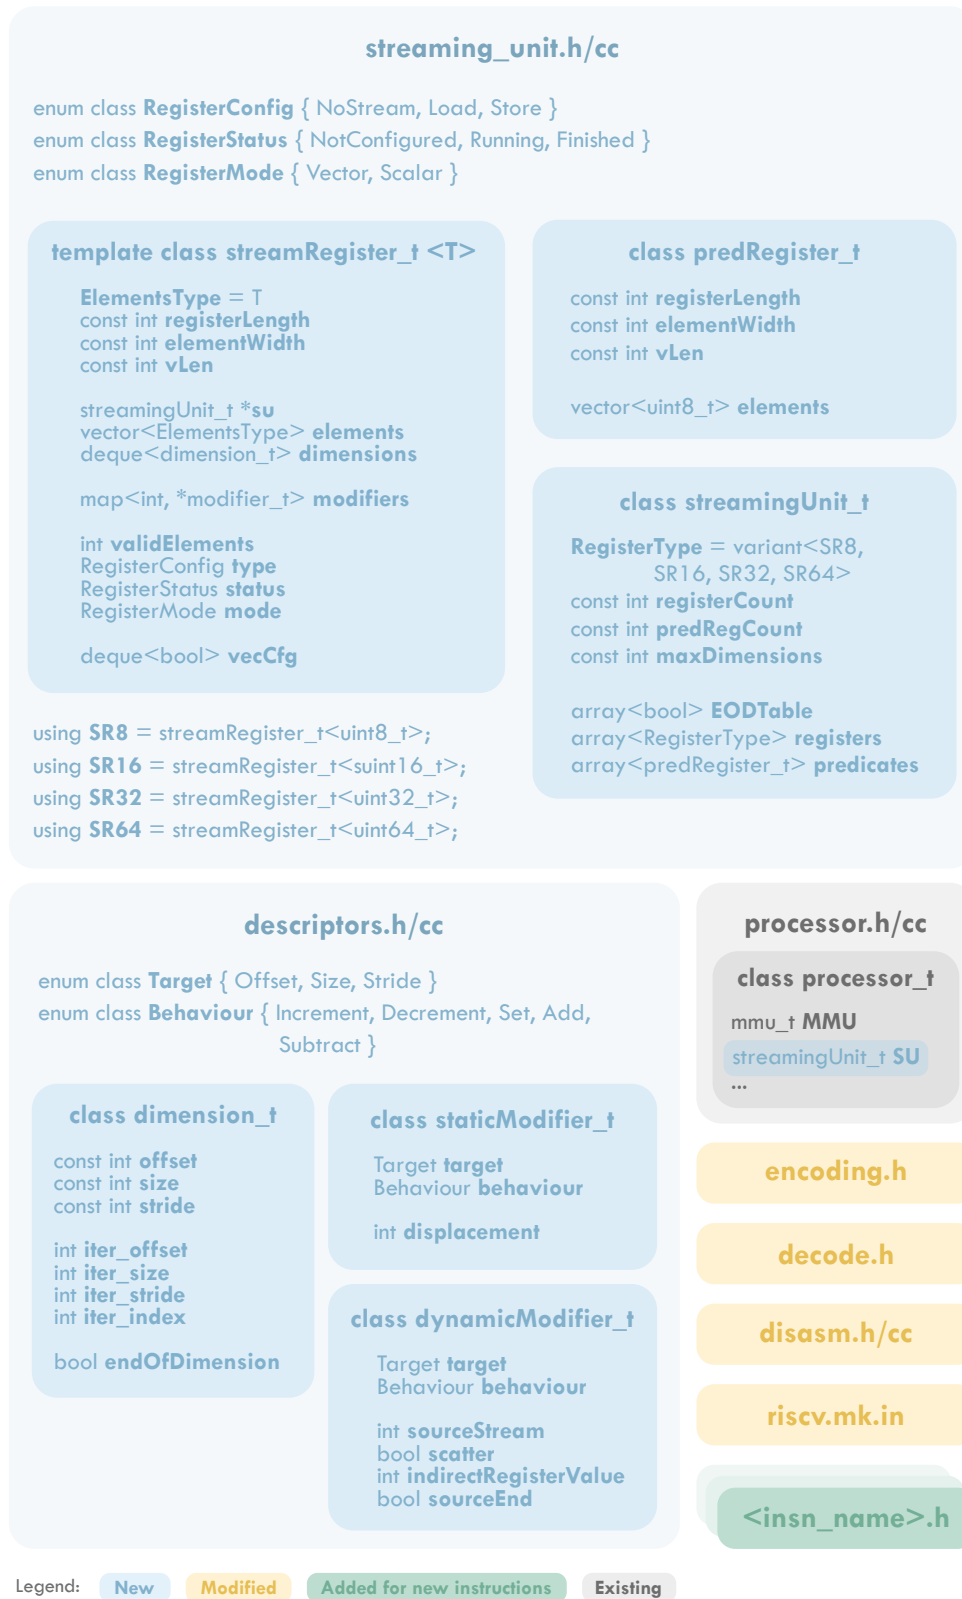 streaming_unit.h/cc
enum class RegisterConfig { NoStream, Load, Store }
enum class RegisterStatus { NotConfigured, Running, Finished }
enum class RegisterMode { Vector, Scalar }
template class streamRegister_t <T>
ElementsType = T
const int registerLength
const int elementWidth
const int vLen
streamingUnit_t *su
vector<ElementsType> elements
deque<dimension_t> dimensions
map<int, *modifier_t> modifiers
int validElements
RegisterConfig type
RegisterStatus status
RegisterMode mode
deque<bool> vecCfg
class predRegister_t
const int registerLength
const int elementWidth
const int vLen
vector<uint8_t> elements
class streamingUnit_t
RegisterType = variant<SR8,
SR16, SR32, SR64>
const int registerCount
const int predRegCount
const int maxDimensions
array<bool> EODTable
array<RegisterType> registers
array<predRegister_t> predicates
using SR8 = streamRegister_t<uint8_t>;
using SR16 = streamRegister_t<suint16_t>;
using SR32 = streamRegister_t<uint32_t>;
using SR64 = streamRegister_t<uint64_t>;
descriptors.h/cc
enum class Target { Offset, Size, Stride }
enum class Behaviour { Increment, Decrement, Set, Add,
Subtract }
class dimension_t
const int offset
const int size
const int stride
int iter_offset
int iter_size
int iter_stride
int iter_index
bool endOfDimension
class staticModifier_t
Target target
Behaviour behaviour
int displacement
class dynamicModifier_t
Target target
Behaviour behaviour
int sourceStream
bool scatter
int indirectRegisterValue
bool sourceEnd
processor.h/cc
class processor_t
mmu_t MMU
streamingUnit_t SU
...
encoding.h
decode.h
disasm.h/cc
riscv.mk.in
<insn_name>.h
Legend: New Modified Added for new instructions Existing